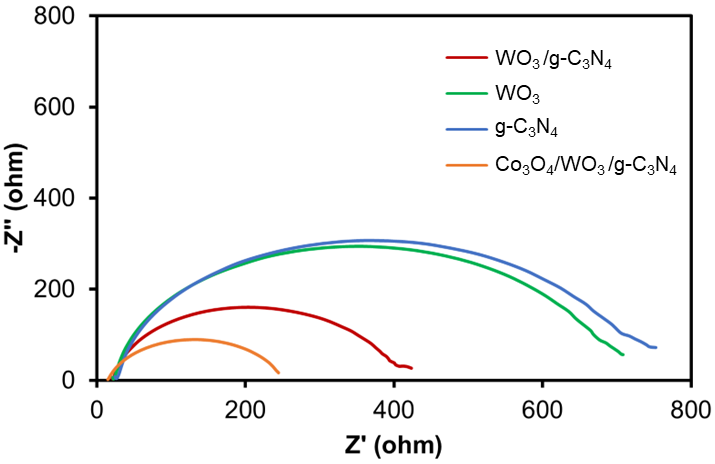 800
600
400
200
0
-Z" (ohm)
WO₃/g-C₃N₄
WO₃
g-C₃N₄
Co₃O₄/WO₃/g-C₃N₄
0 200 400 600 800
Z' (ohm)